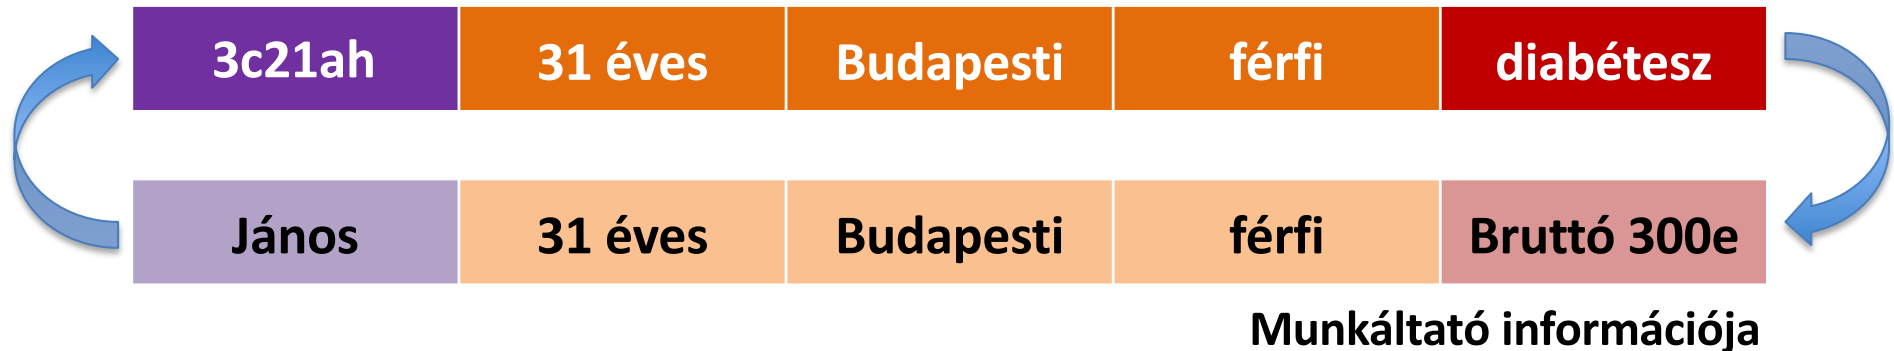 3c21ah 31 éves Budapesti férfi diabétesz
János 31 éves Budapesti férfi Bruttó 300e
Munkáltató információja